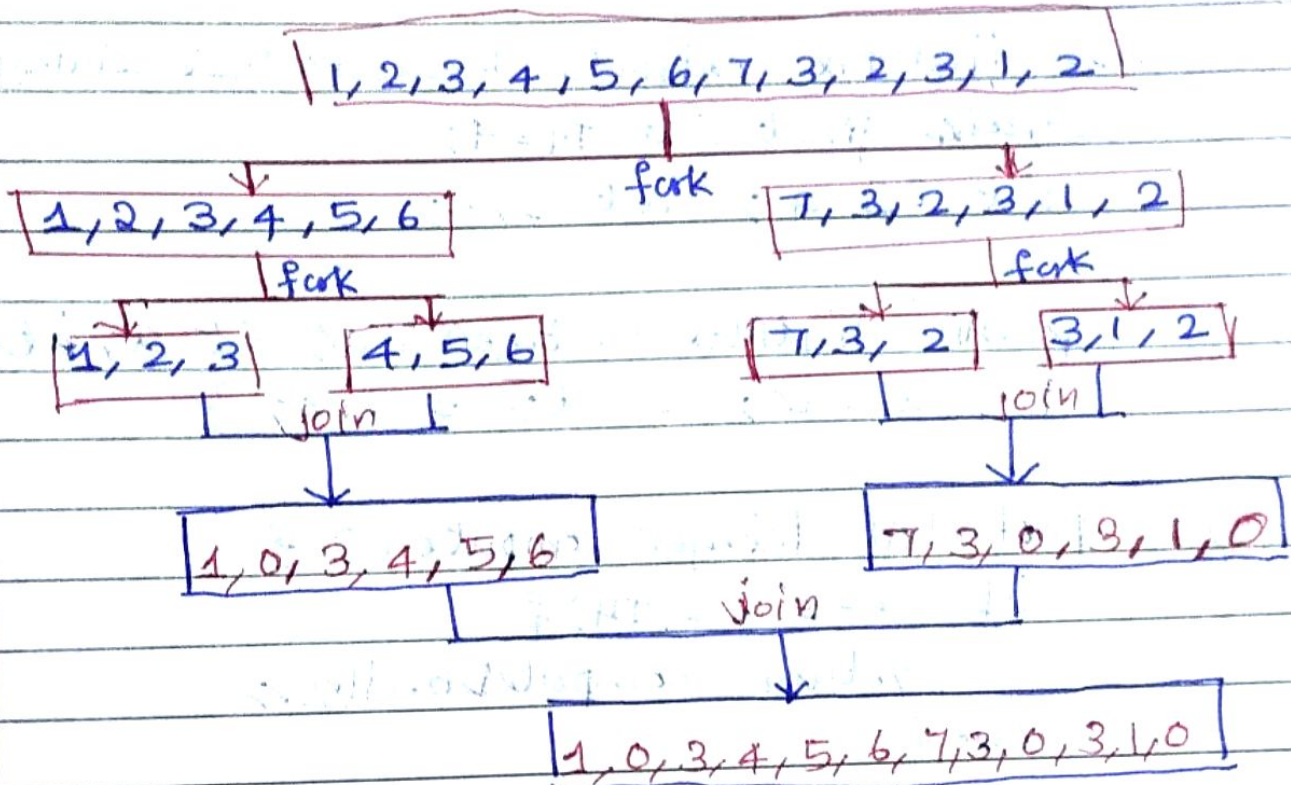 1, 2, 3, 4, 5, 6, 7, 3, 2, 3, 1, 2
fork
1, 2, 3, 4, 5, 6
7, 3, 2, 3, 1, 2
fork
fork
1, 2, 3
4, 5, 6
7, 3, 2
3, 1, 2
join
join
1, 0, 3, 4, 5, 6
7, 3, 0, 3, 1, 0
join
1, 0, 3, 4, 5, 6, 7, 3, 0, 3, 1, 0